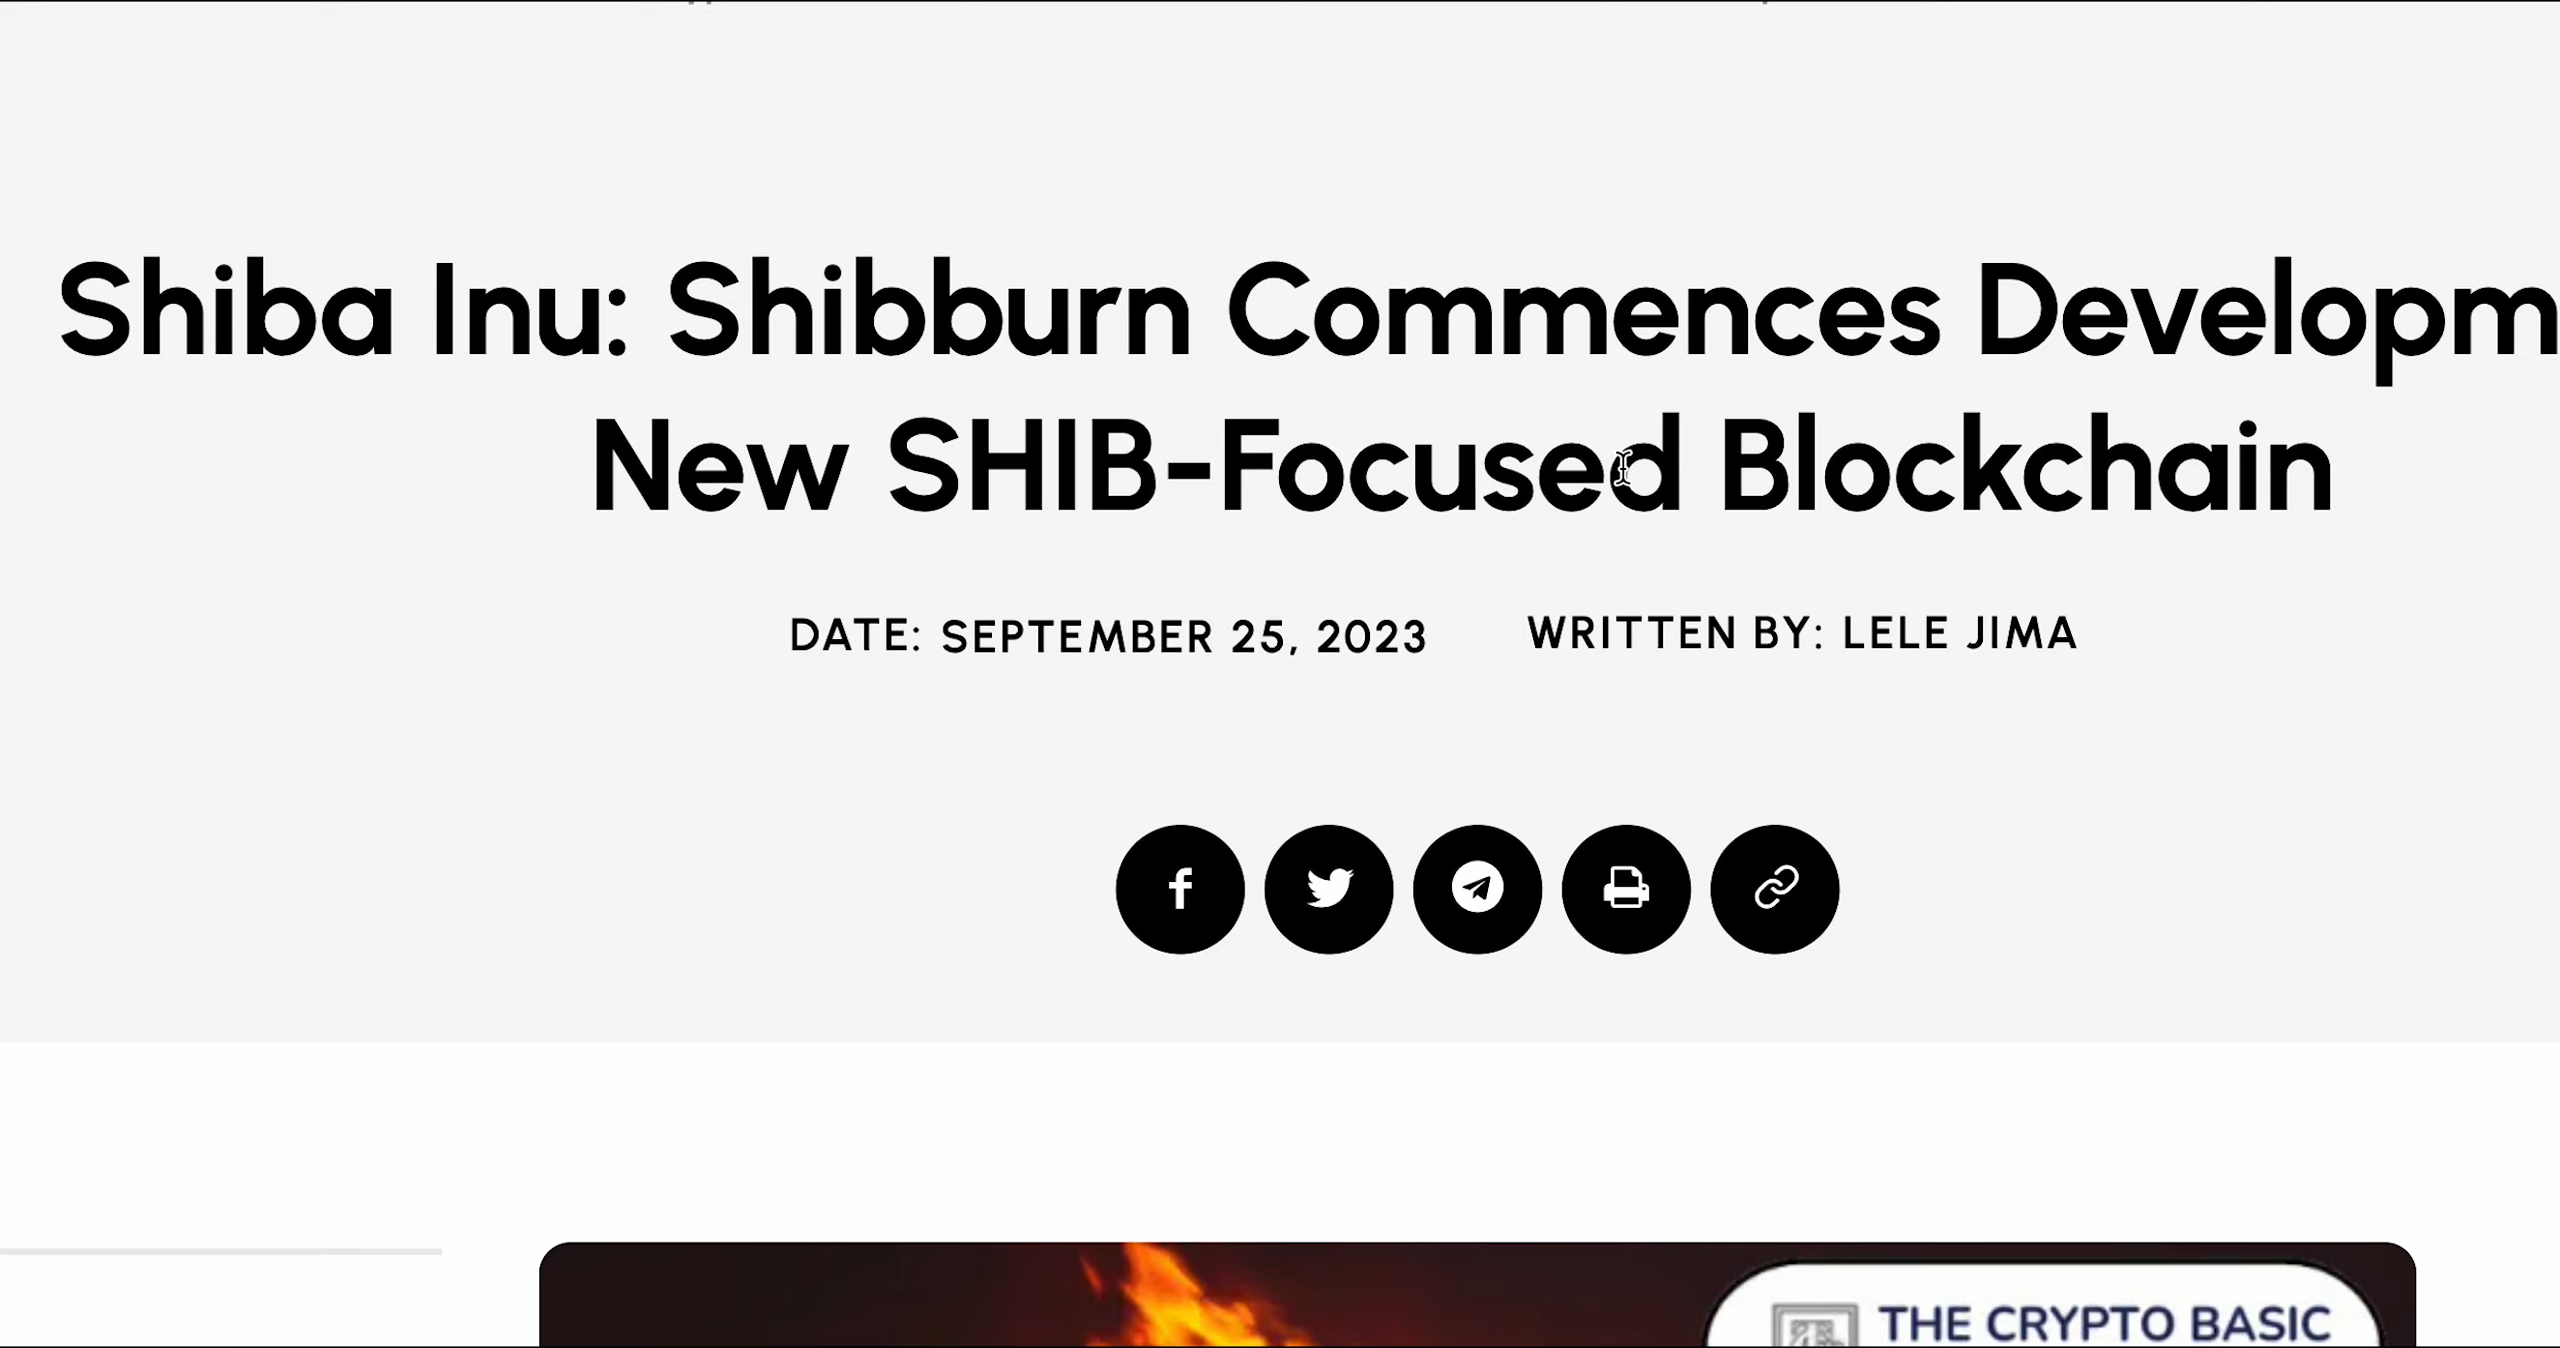 Shiba Inu: Shibburn Commences Developm
New SHIB-Focused Blockchain
DATE: SEPTEMBER 25, 2023 WRITTEN BY: LELE JIMA
THE CRYPTO BASIC